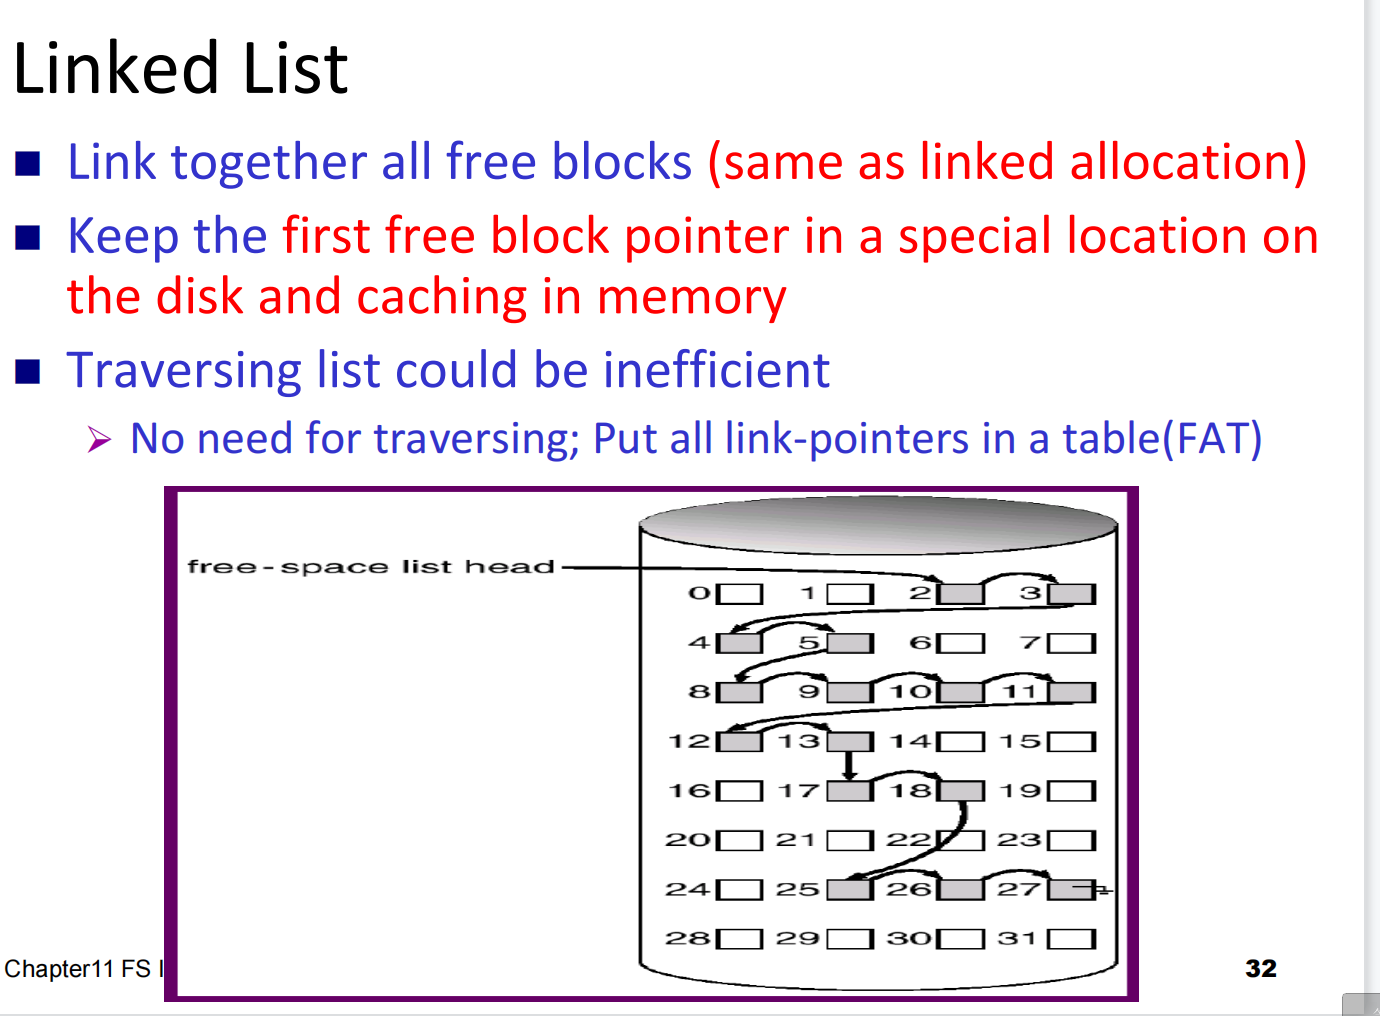 Linked List
Link together all free blocks (same as linked allocation)
Keep the first free block pointer in a special location on
the disk and caching in memory
Traversing list could be inefficient
No need for traversing; Put all link-pointers in a table(FAT)
free-space list head
0 1 2 3
4 5 6 7
8 9 10 11
12 13 14 15
16 17 18 19
20 21 22 23
24 25 26 27
28 29 30 31
Chapter11 FS I
32